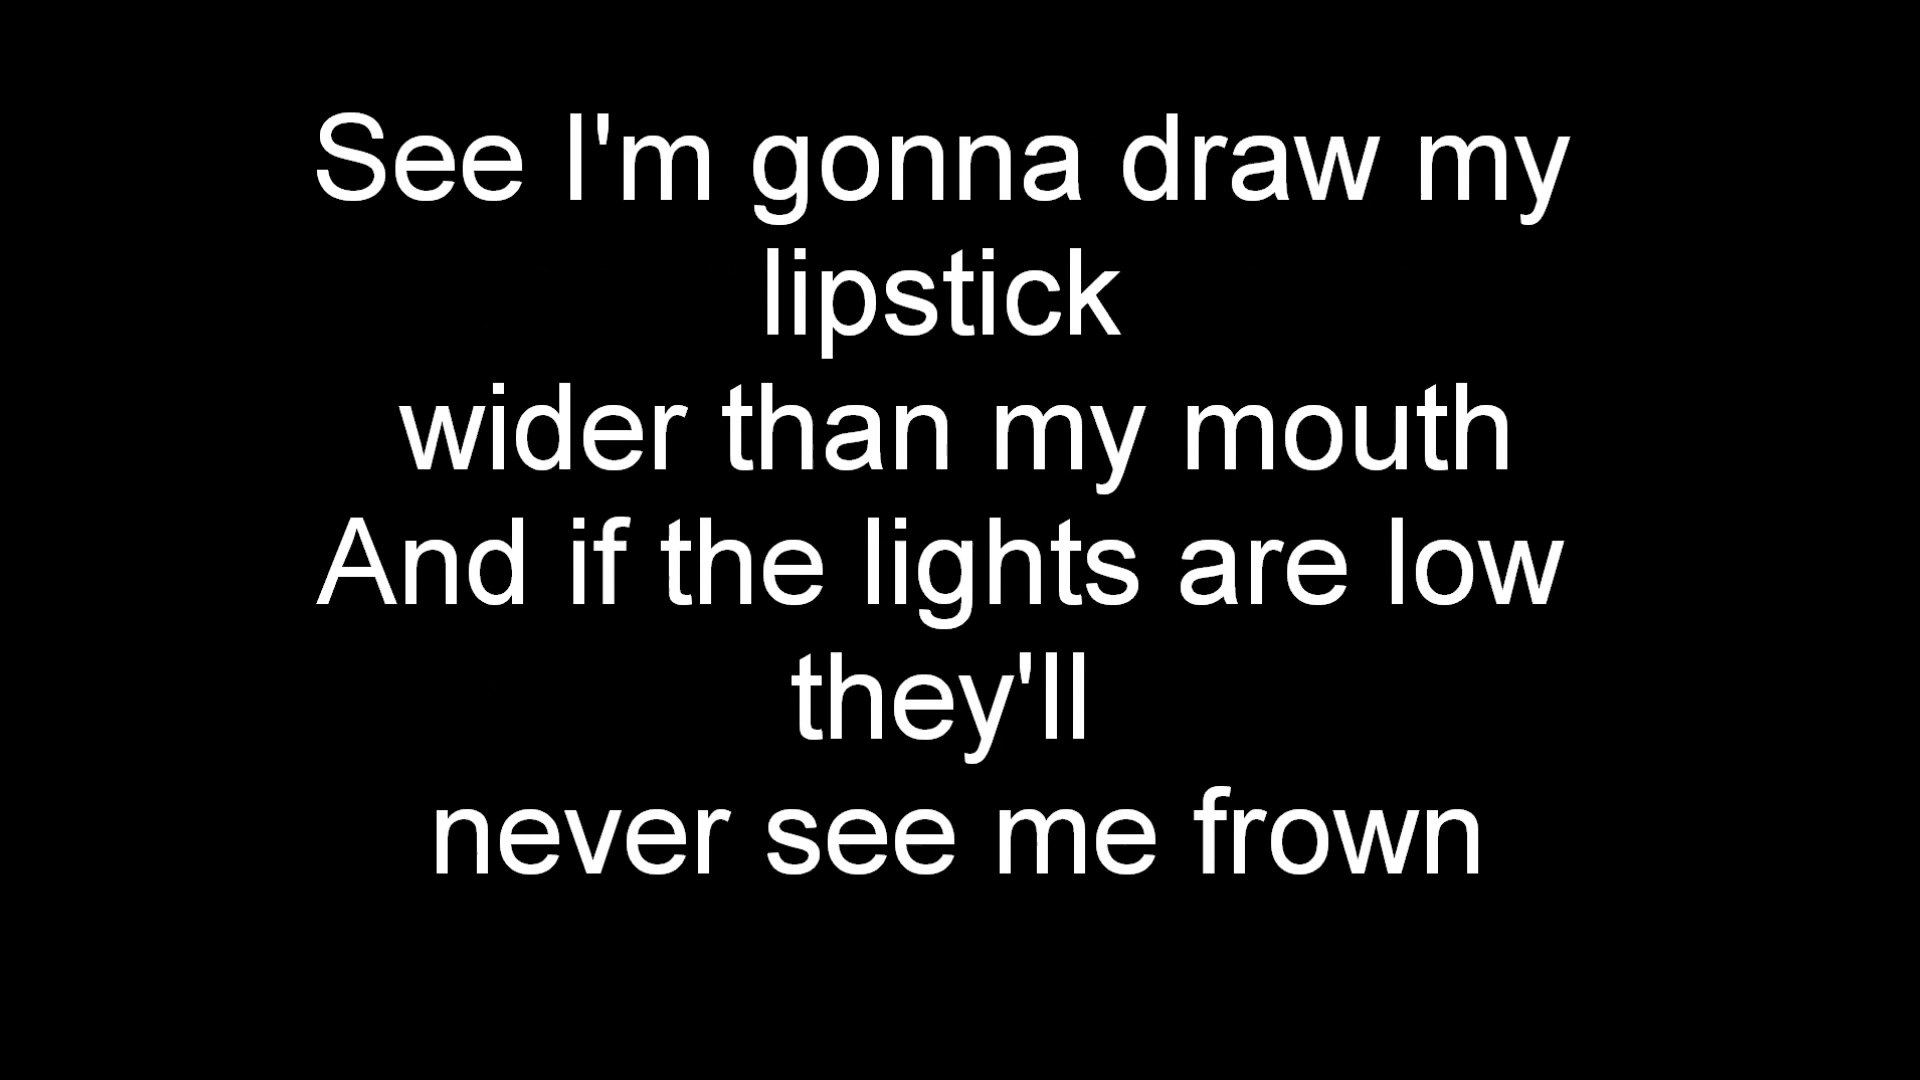 See I'm gonna draw my
lipstick
wider than my mouth
And if the lights are low
they'll
never see me frown